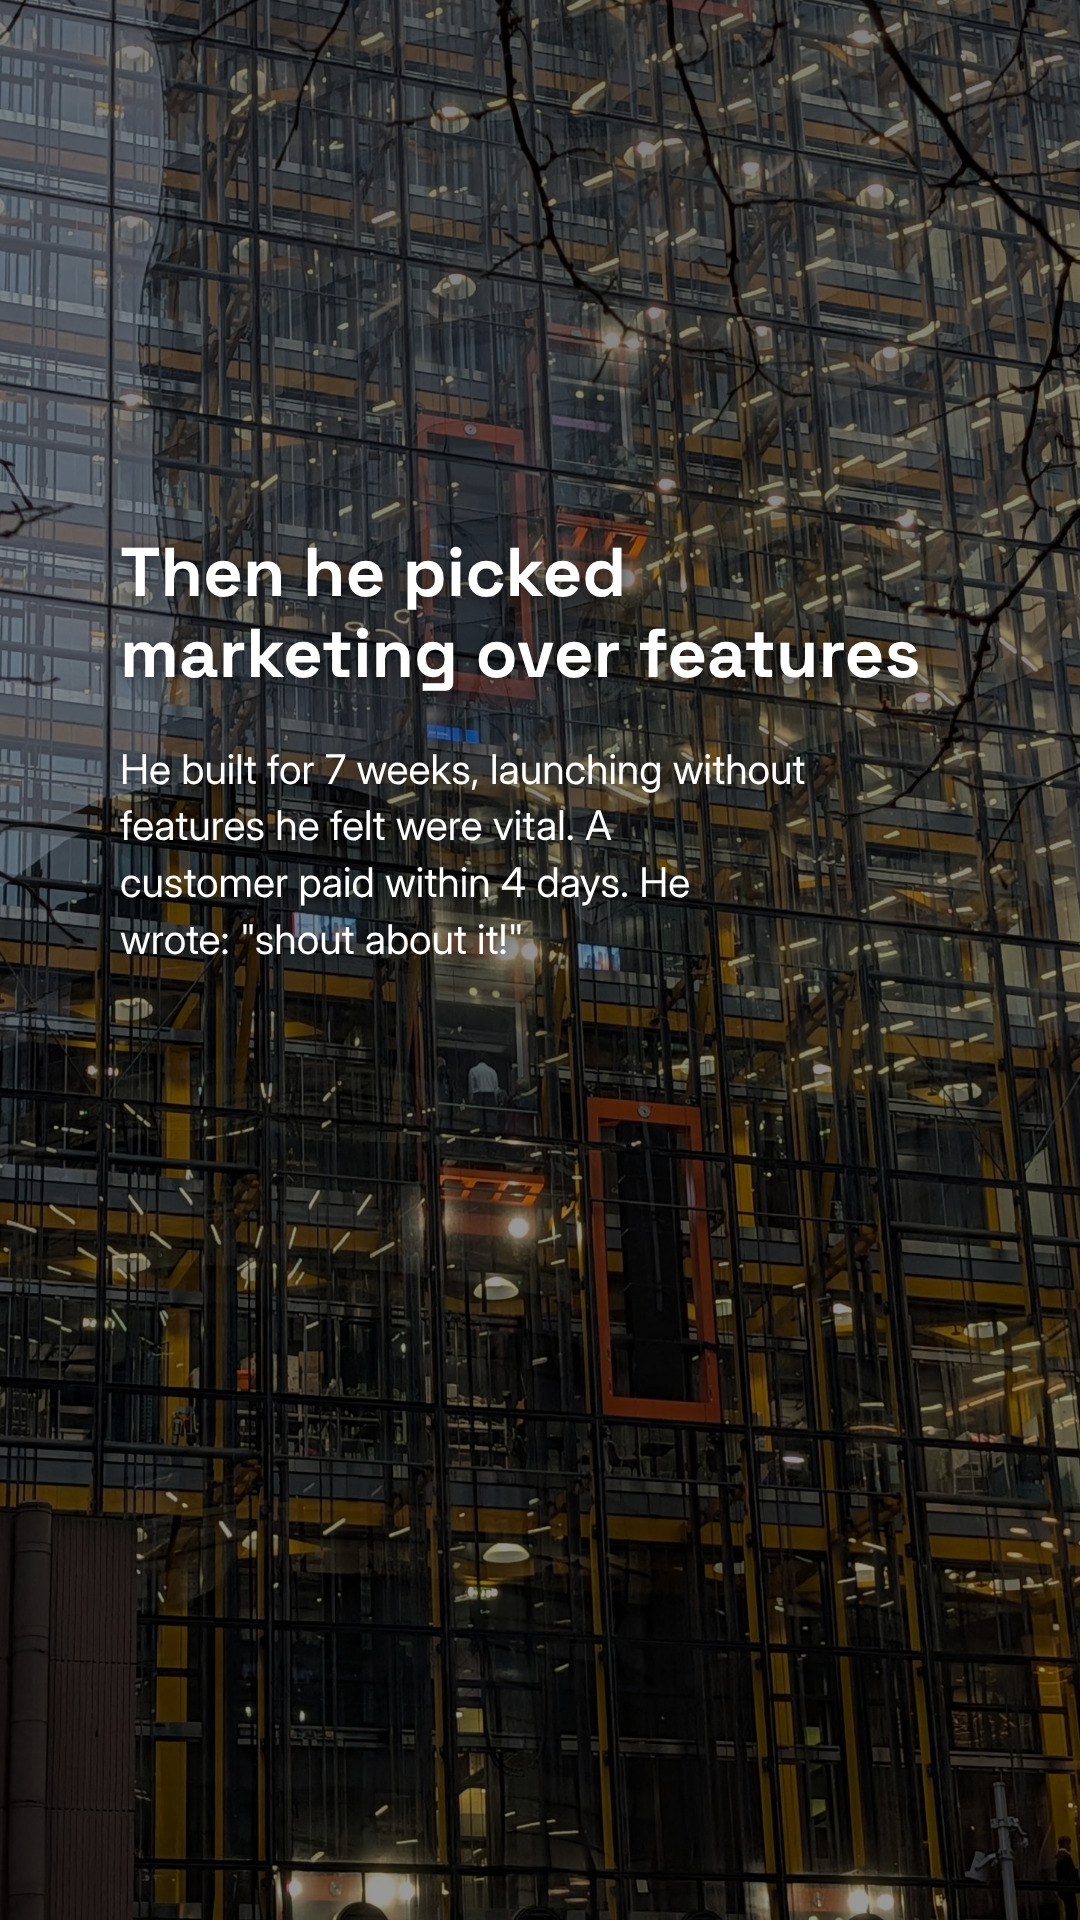 Then he picked
marketing over features
He built for 7 weeks, launching without
features he felt were vital. A
customer paid within 4 days. He
wrote: "shout about it!"